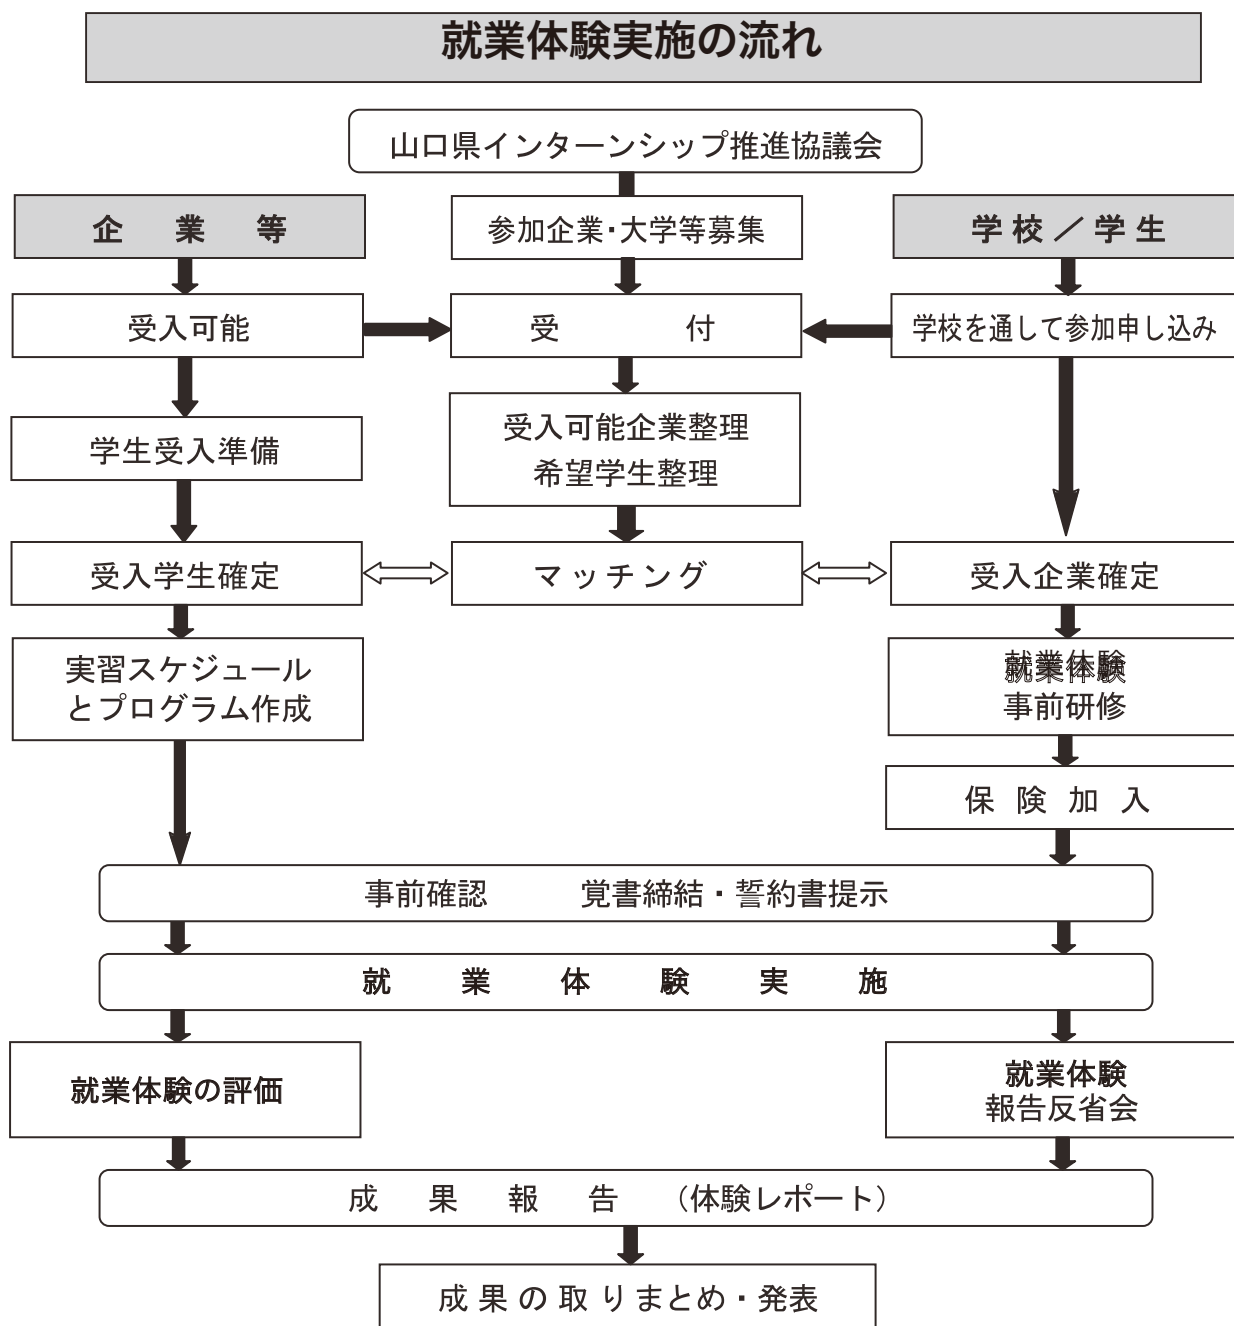 就業体験実施の流れ
山口県インターンシップ推進協議会
企業等
参加企業・大学等募集
学校／学生
受入可能
受付
学校を通して参加申し込み
学生受入準備
受入可能企業整理
希望学生整理
受入学生確定
マッチング
受入企業確定
実習スケジュール
とプログラム作成
就業体験
事前研修
保険加入
事前確認　覚書締結・誓約書提示
就業体験実施
就業体験の評価
就業体験
報告反省会
成果報告（体験レポート）
成果の取りまとめ・発表